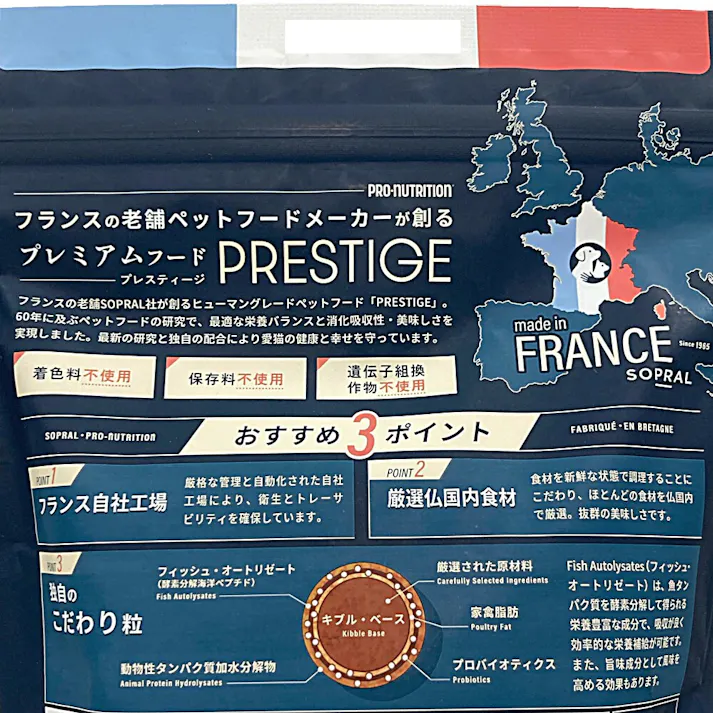 PRO-NUTRITION
フランスの老舗ペットフードメーカーが創る
プレミアムフード
プレスティージ
PRESTIGE
フランスの老舗SOPRAL社が創るヒューマングレードペットフード「PRESTIGE」。
60年に及ぶペットフードの研究で、最適な栄養バランスと消化吸収性・美味しさを
実現しました。最新の研究と独自の配合により愛猫の健康と幸せを守っています。
made in
FRANCE
Since 1965
SOPRAL
着色料不使用
保存料不使用
遺伝子組換
作物不使用
SOPRAL・PRO-NUTRITION
おすすめ3ポイント
FABRIQUÉ・EN BRETAGNE
POINT1
フランス自社工場
厳格な管理と自動化された自社
工場により、衛生とトレーサ
ビリティを確保しています。
POINT2
厳選仏国内食材
食材を新鮮な状態で調理することに
こだわり、ほとんどの食材を仏国内
で厳選。抜群の美味しさです。
POINT3
独自の
こだわり粒
フィッシュ・オートリゼート
(酵素分解海洋ペプチド)
Fish Autolysates
動物性タンパク質加水分解物
Animal Protein Hydrolysates
キブル・ベース
Kibble Base
厳選された原材料
Carefully Selected Ingredients
家禽脂肪
Poultry Fat
プロバイオティクス
Probiotics
Fish Autolysates(フィッシュ・
オートリゼート)は、魚タン
パク質を酵素分解して得られる
栄養豊富な成分で、吸収が良く
効率的な栄養補給が可能です。
また、旨味成分として風味を
高める効果もあります。